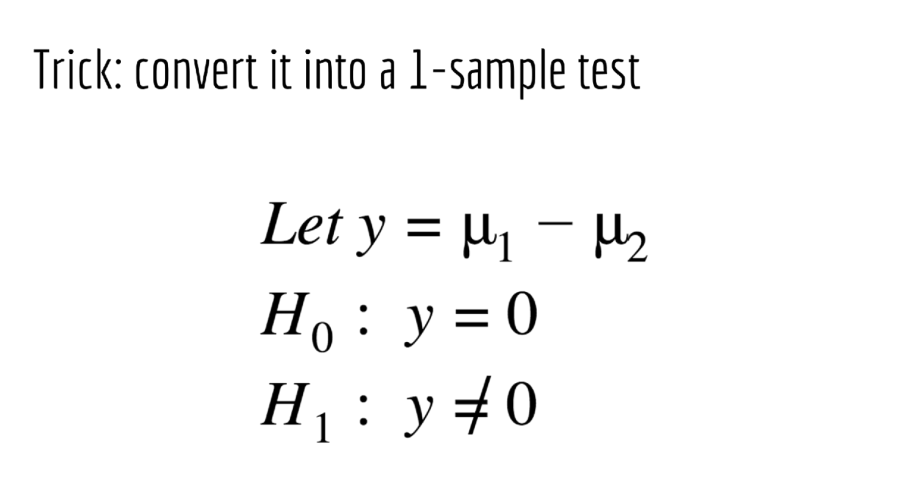 Trick: convert it into a 1-sample test
Let y = μ₁ − μ₂
H₀ : y = 0
H₁ : y ≠ 0